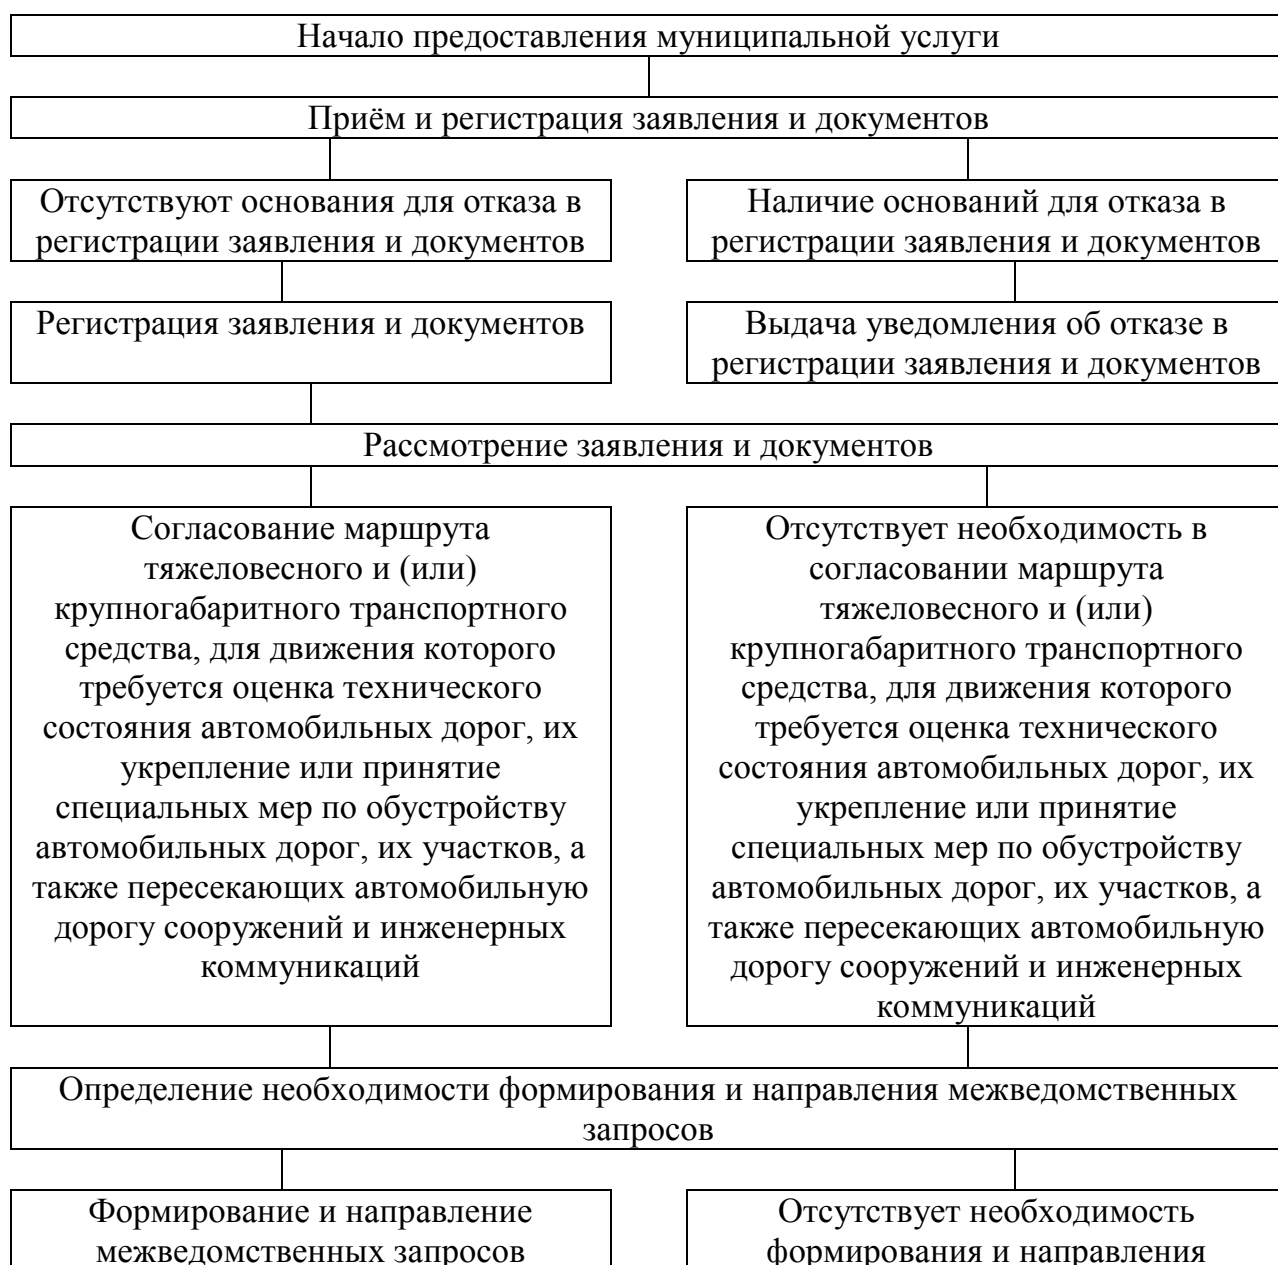 Начало предоставления муниципальной услуги
Приём и регистрация заявления и документов
Отсутствуют основания для отказа в
регистрации заявления и документов
Наличие оснований для отказа в
регистрации заявления и документов
Регистрация заявления и документов
Выдача уведомления об отказе в
регистрации заявления и документов
Рассмотрение заявления и документов
Согласование маршрута
тяжеловесного и (или)
крупногабаритного транспортного
средства, для движения которого
требуется оценка технического
состояния автомобильных дорог, их
укрепление или принятие
специальных мер по обустройству
автомобильных дорог, их участков, а
также пересекающих автомобильную
дорогу сооружений и инженерных
коммуникаций
Отсутствует необходимость в
согласовании маршрута
тяжеловесного и (или)
крупногабаритного транспортного
средства, для движения которого
требуется оценка технического
состояния автомобильных дорог, их
укрепление или принятие
специальных мер по обустройству
автомобильных дорог, их участков, а
также пересекающих автомобильную
дорогу сооружений и инженерных
коммуникаций
Определение необходимости формирования и направления межведомственных
запросов
Формирование и направление
межведомственных запросов
Отсутствует необходимость
формирования и направления